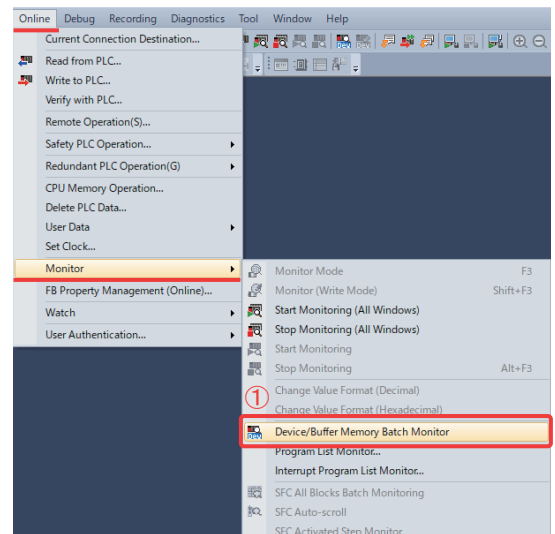 Online Debug Recording Diagnostics Tool Window Help
Current Connection Destination...
Read from PLC...
Write to PLC...
Verify with PLC...
Remote Operation(S)...
Safety PLC Operation...
Redundant PLC Operation(G)
CPU Memory Operation...
Delete PLC Data...
User Data
Set Clock...
Monitor
FB Property Management (Online)...
Watch
User Authentication...
Monitor Mode F3
Monitor (Write Mode) Shift+F3
Start Monitoring (All Windows)
Stop Monitoring (All Windows)
Start Monitoring
Stop Monitoring Alt+F3
①
Change Value Format (Decimal)
Change Value Format (Hexadecimal)
DEV Device/Buffer Memory Batch Monitor
Program List Monitor...
Interrupt Program List Monitor...
SFC All Blocks Batch Monitoring
SFC Auto-scroll
SFC Activated Step Monitor